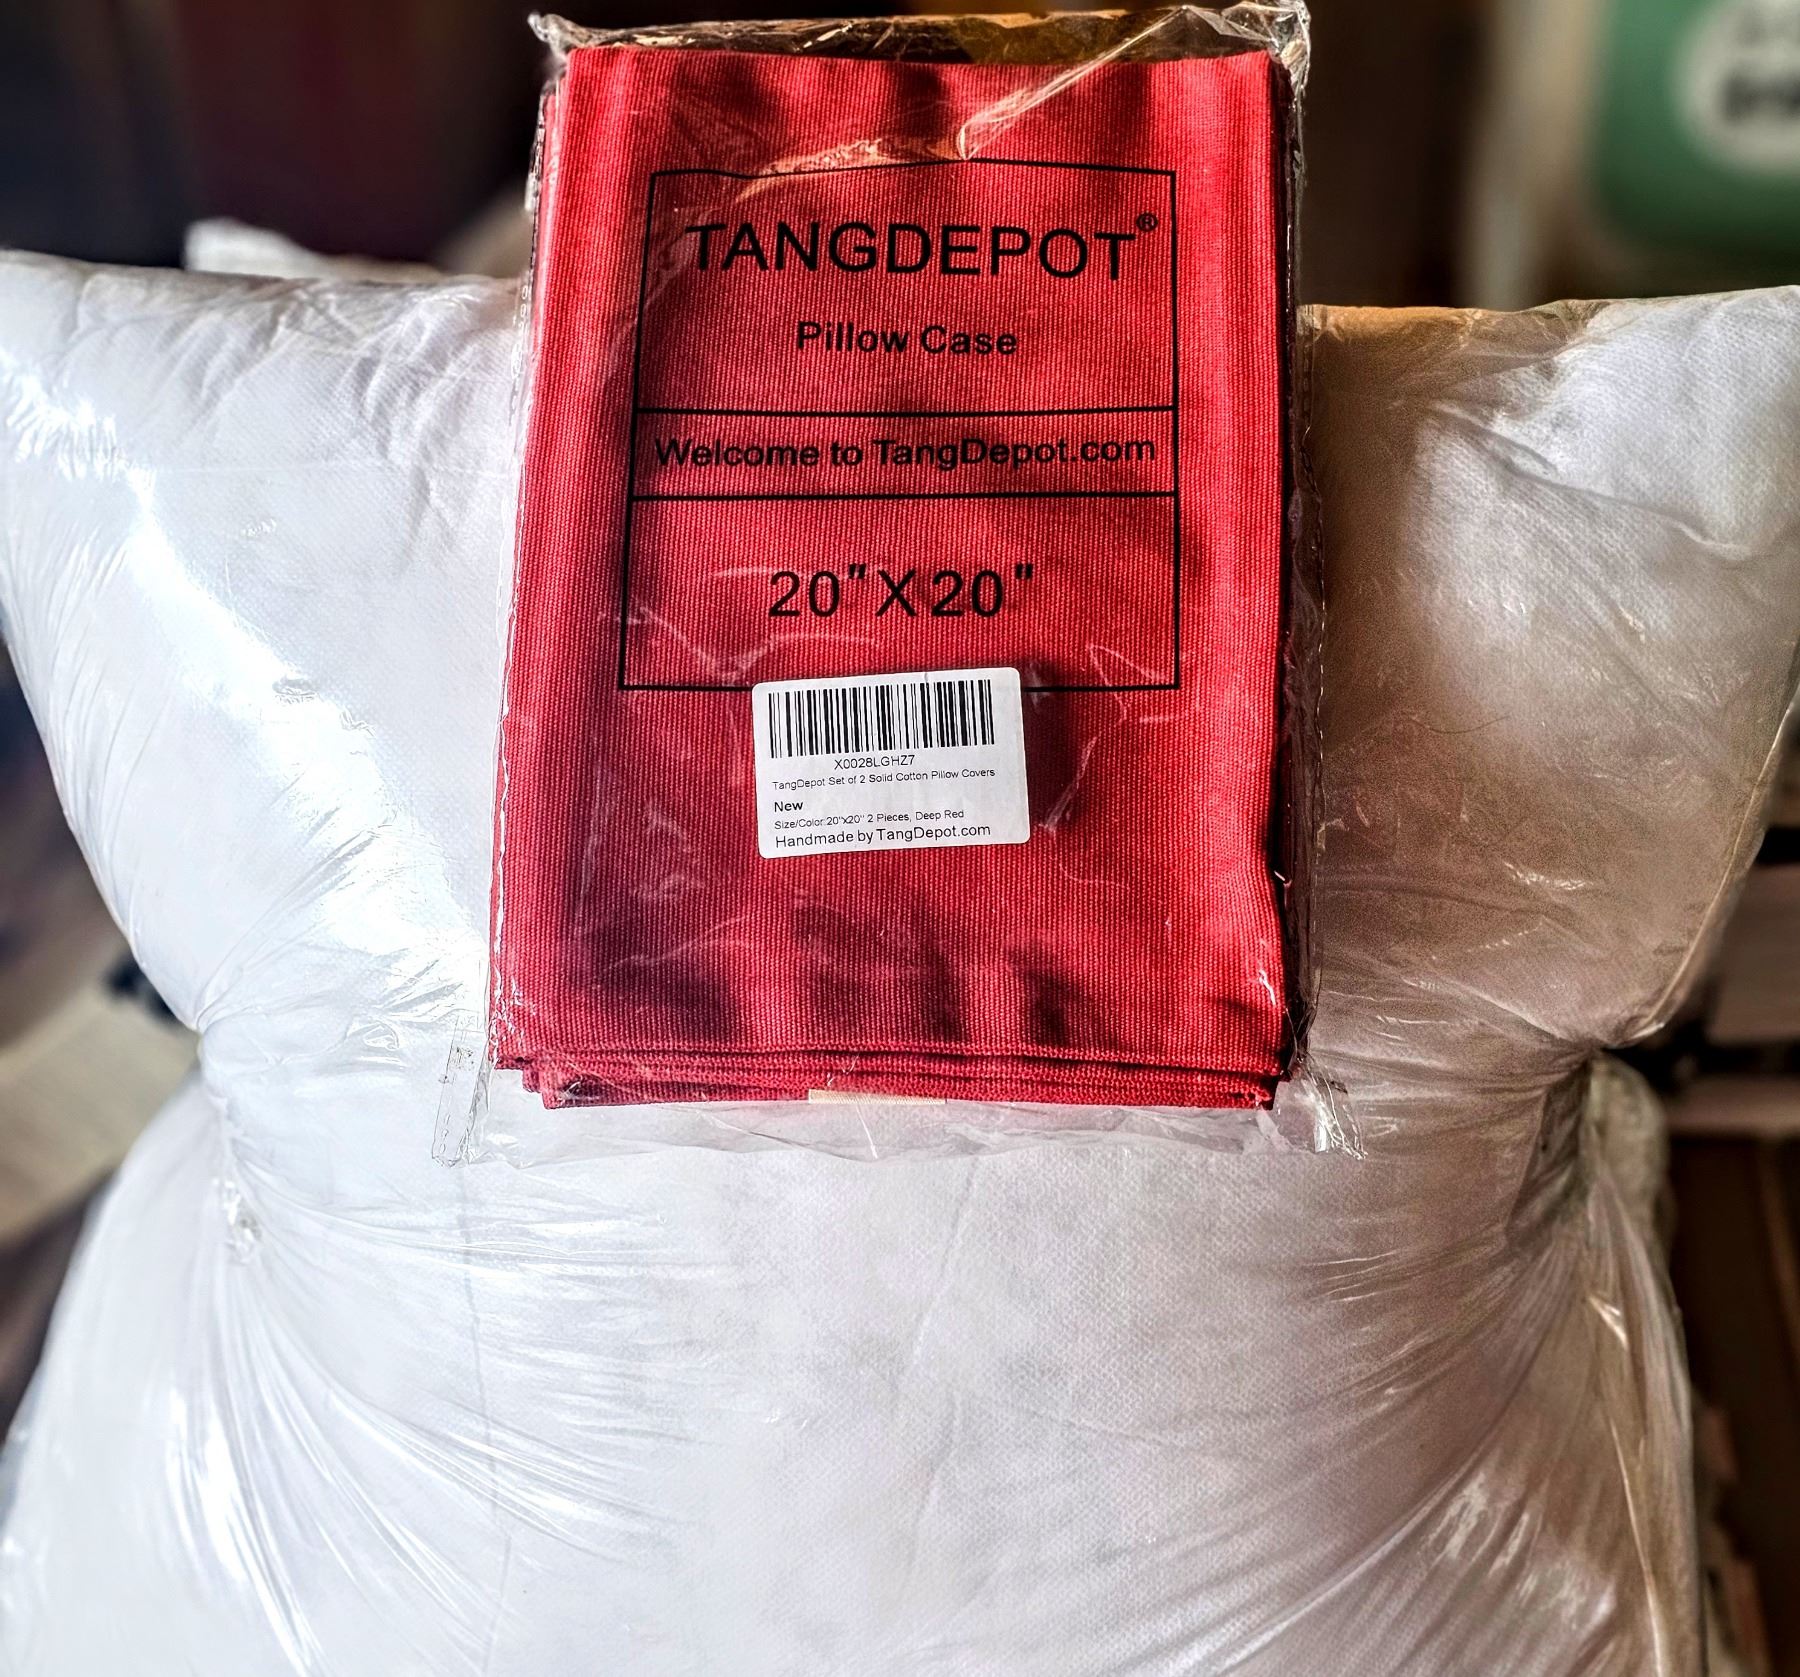 TANGDEPOT®
Pillow Case
Welcome to TangDepot.com
20"X20"
X0028LGHZ7
TangDepot Set of 2 Solid Cotton Pillow Covers
New
Size/Color:20"x20" 2 Pieces, Deep Red
Handmade by TangDepot.com